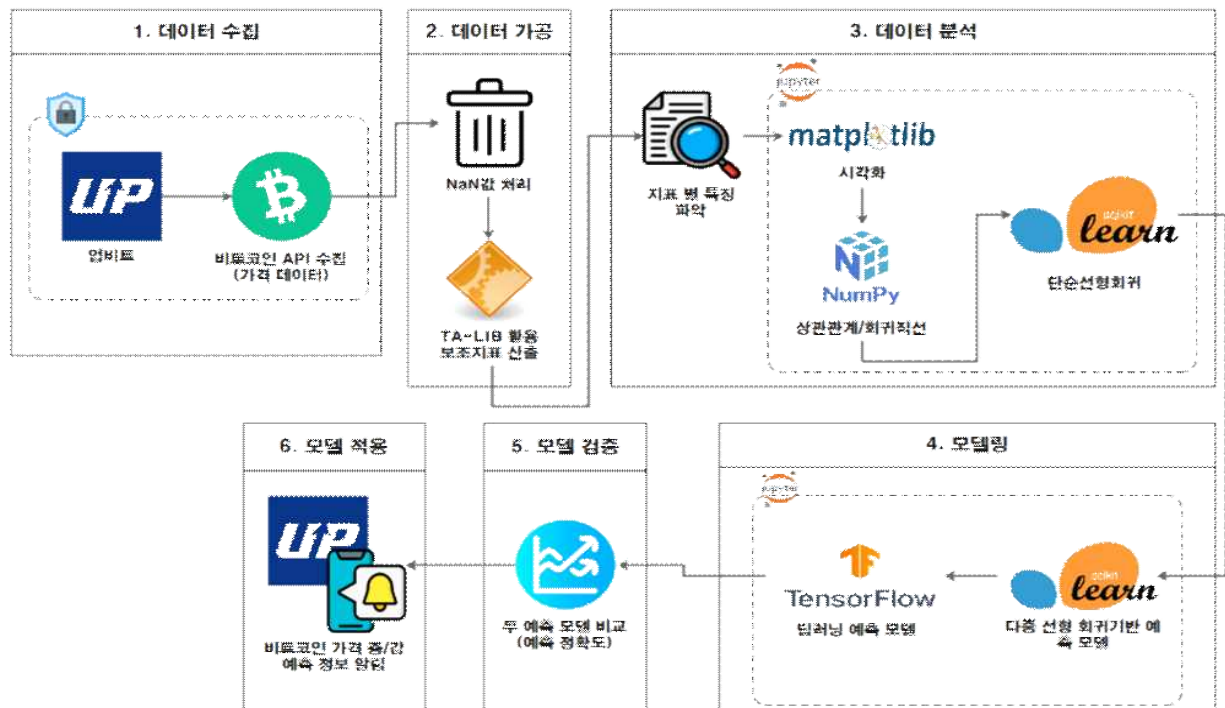 1. 데이터 수집
UP
업비트
비트코인 API 수집
(가격 데이터)
2. 데이터 가공
NaN값 처리
TA-LIB 활용
보조지표 산출
3. 데이터 분석
지표 별 특징
파악
jupyter
matplotlib
시각화
NumPy
상관관계/회귀직선
scikit
learn
단순선형회귀
4. 모델링
jupyter
scikit
learn
다중 선형 회귀기반 예
측 모델
TensorFlow
딥러닝 예측 모델
5. 모델 검증
두 예측 모델 비교
(예측 정확도)
6. 모델 적용
UP
비트코인 가격 증/감
예측 정보 알림